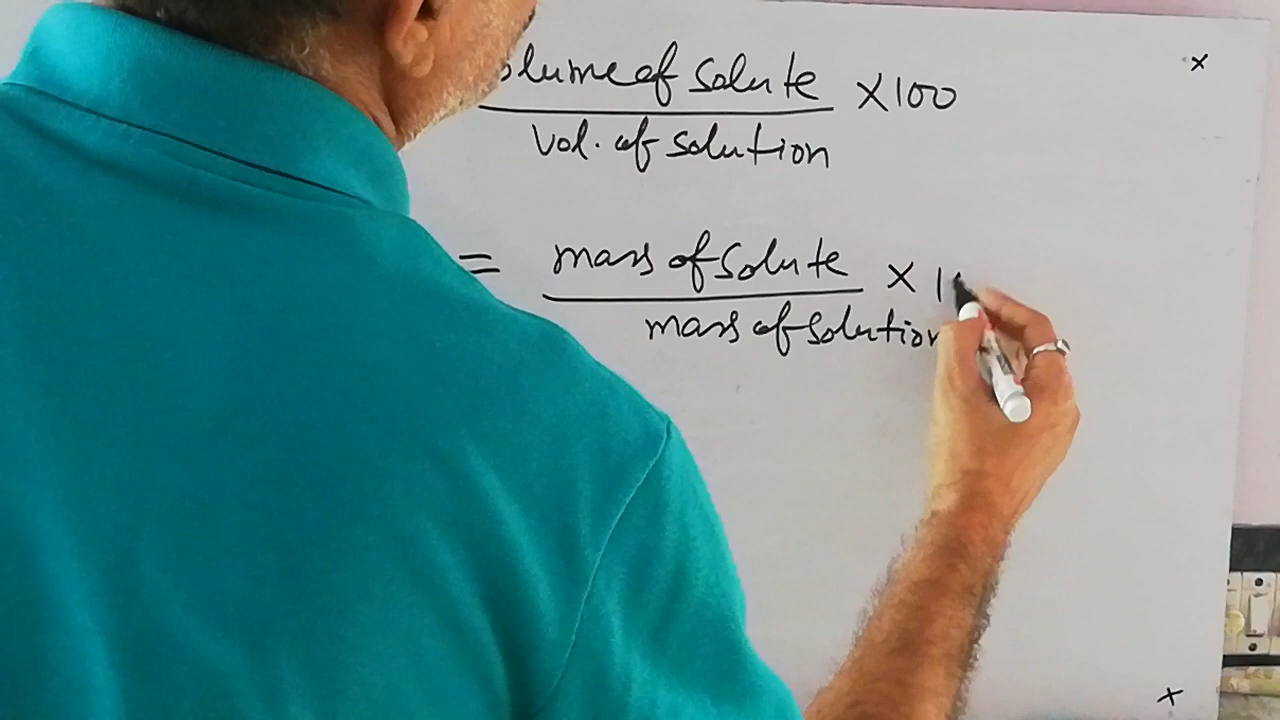 olume of Solute × 100
Vol. of Solution
= mass of Solute × 1
mass of Solution
×
×